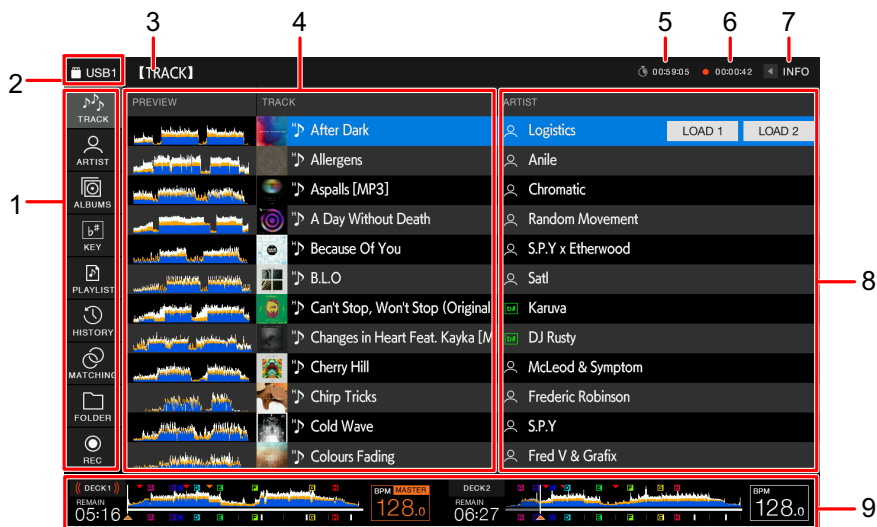 3 4 5 6 7
2 USB1 【TRACK】 00:59:05 00:00:42 INFO
TRACK PREVIEW TRACK ARTIST
After Dark Logistics LOAD 1 LOAD 2
ARTIST Allergens Anile
ALBUMS Aspalls [MP3] Chromatic
1 A Day Without Death Random Movement
KEY Because Of You S.P.Y x Etherwood
PLAYLIST B.L.O Satl 8
HISTORY Can't Stop, Won't Stop (Original Karuva
Changes in Heart Feat. Kayka [M DJ Rusty
MATCHING Cherry Hill McLeod & Symptom
FOLDER Chirp Tricks Frederic Robinson
Cold Wave S.P.Y
REC Colours Fading Fred V & Grafix
DECK1 BPM MASTER DECK2 BPM
REMAIN REMAIN
05:16 128.0 06:27 128.0 9